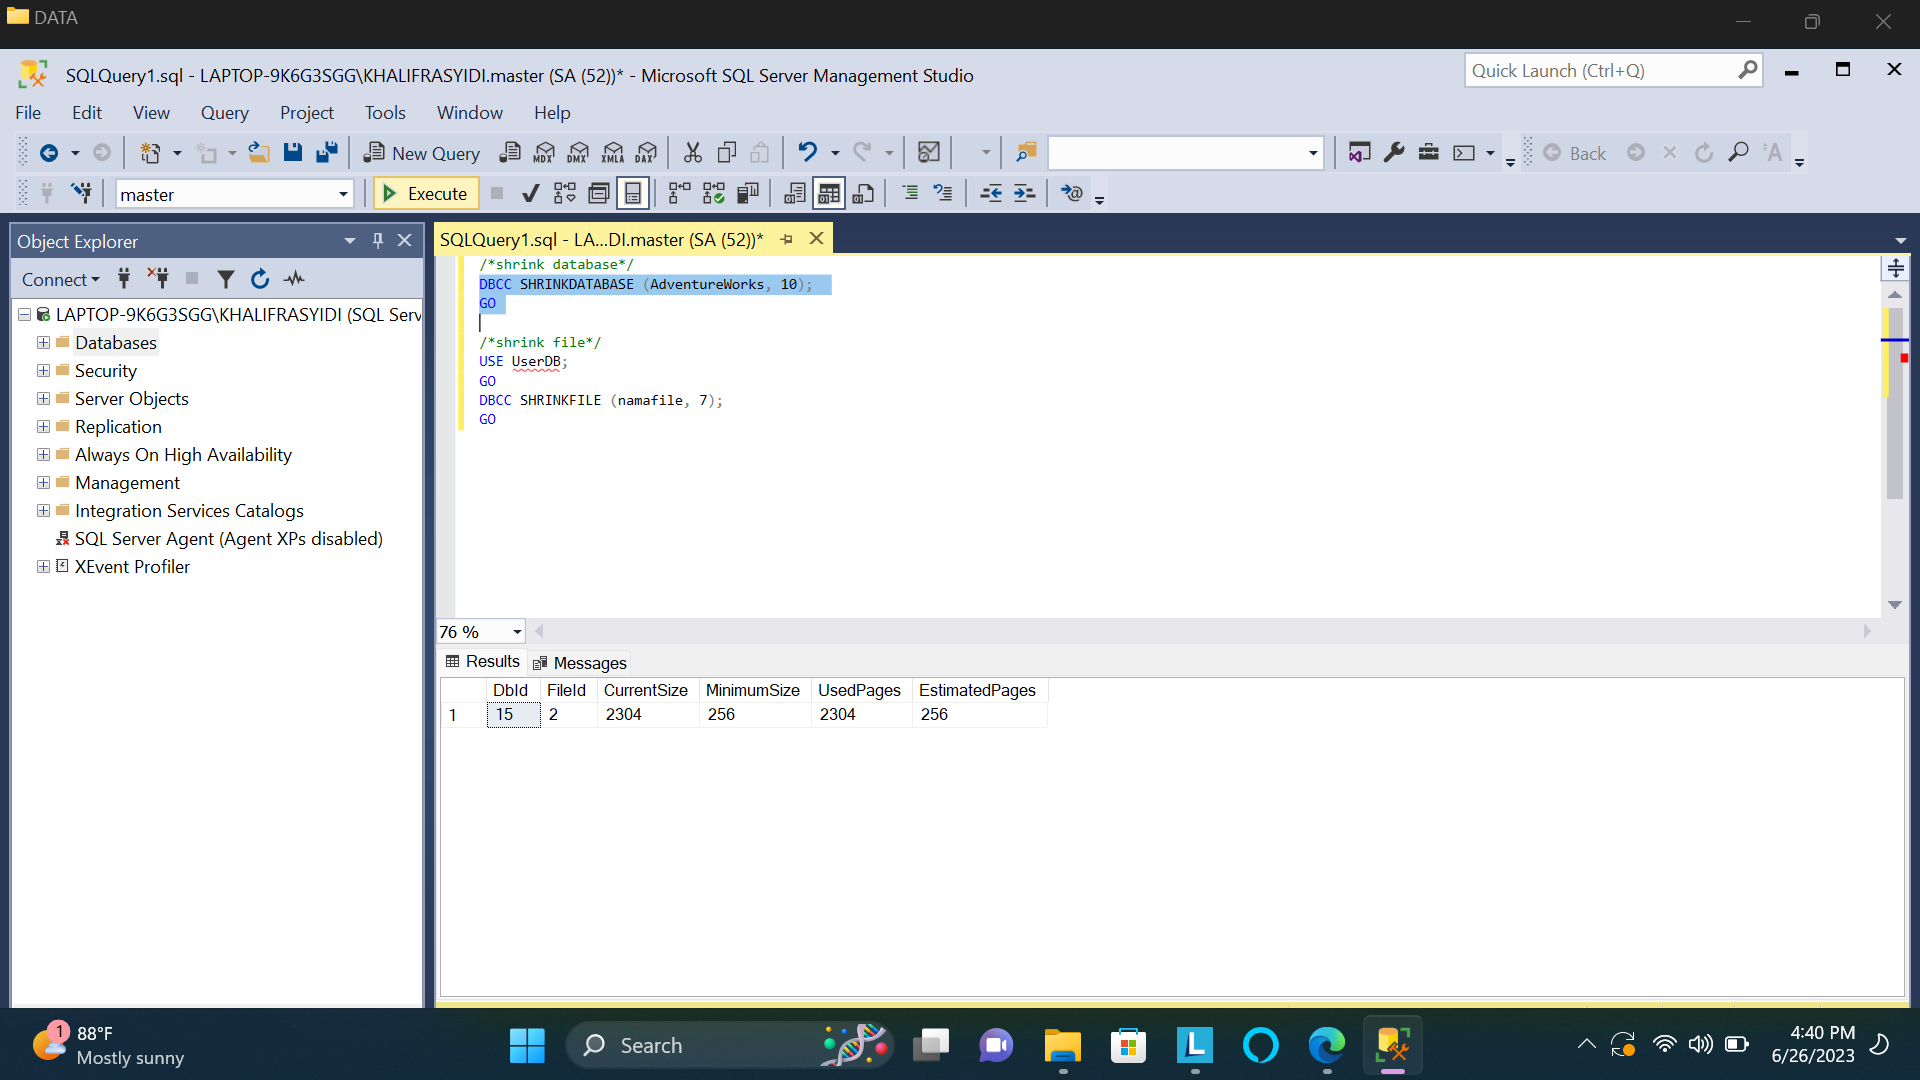 DATA
SQLQuery1.sql - LAPTOP-9K6G3SGG\KHALIFRASYIDI.master (SA (52))* - Microsoft SQL Server Management Studio
Quick Launch (Ctrl+Q)
File Edit View Query Project Tools Window Help
New Query MDX DMX XMLA DAX Back
master Execute
Object Explorer
SQLQuery1.sql - LA...DI.master (SA (52))*
Connect
LAPTOP-9K6G3SGG\KHALIFRASYIDI (SQL Serv
Databases
Security
Server Objects
Replication
Always On High Availability
Management
Integration Services Catalogs
SQL Server Agent (Agent XPs disabled)
XEvent Profiler
/*shrink database*/
DBCC SHRINKDATABASE (AdventureWorks, 10);
GO
/*shrink file*/
USE UserDB;
GO
DBCC SHRINKFILE (namafile, 7);
GO
76 %
Results Messages
DbId FileId CurrentSize MinimumSize UsedPages EstimatedPages
1 15 2 2304 256 2304 256
1
88°F
Mostly sunny
Search
L
4:40 PM
6/26/2023